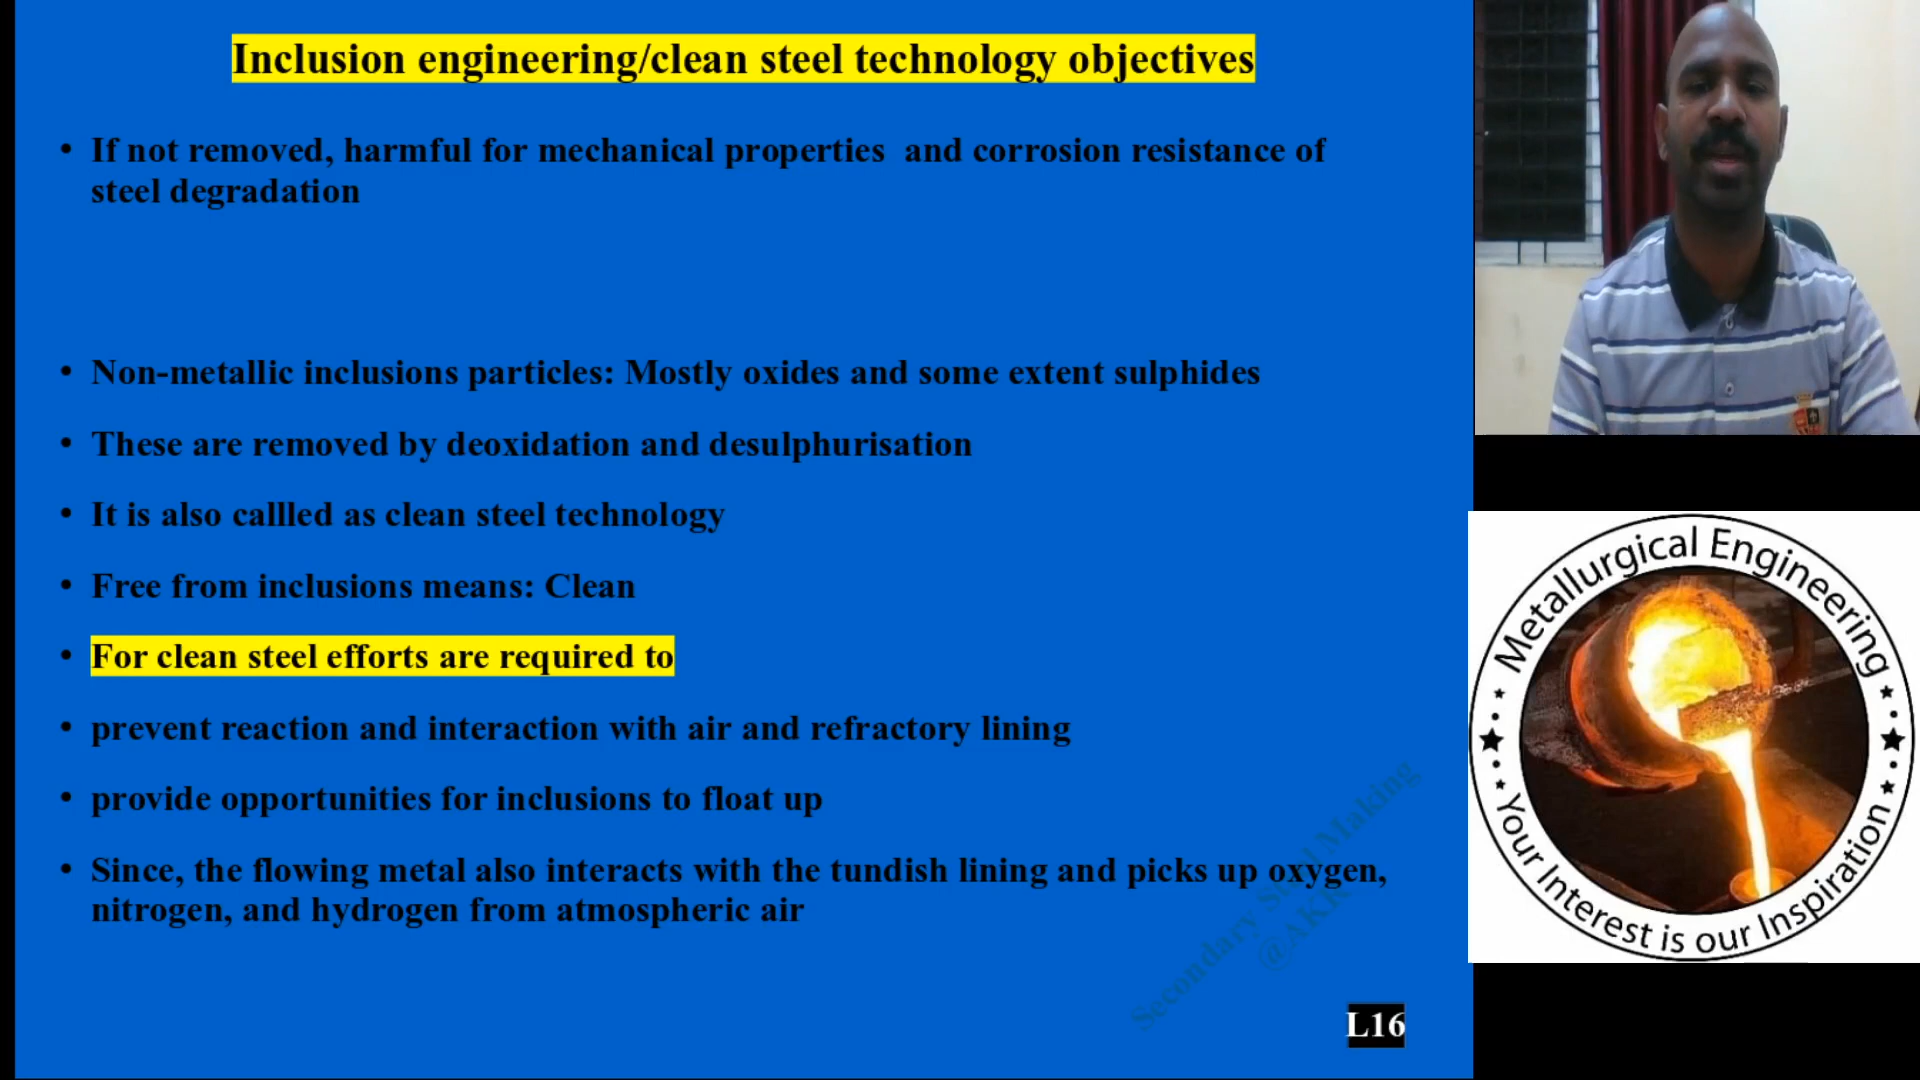 Inclusion engineering/clean steel technology objectives
• If not removed, harmful for mechanical properties and corrosion resistance of
steel degradation
• Non-metallic inclusions particles: Mostly oxides and some extent sulphides
• These are removed by deoxidation and desulphurisation
• It is also callled as clean steel technology
• Free from inclusions means: Clean
• For clean steel efforts are required to
• prevent reaction and interaction with air and refractory lining
• provide opportunities for inclusions to float up
• Since, the flowing metal also interacts with the tundish lining and picks up oxygen,
nitrogen, and hydrogen from atmospheric air
Secondary Steel Making
@AKR
L16
Metallurgical Engineering
Your Interest is our Inspiration